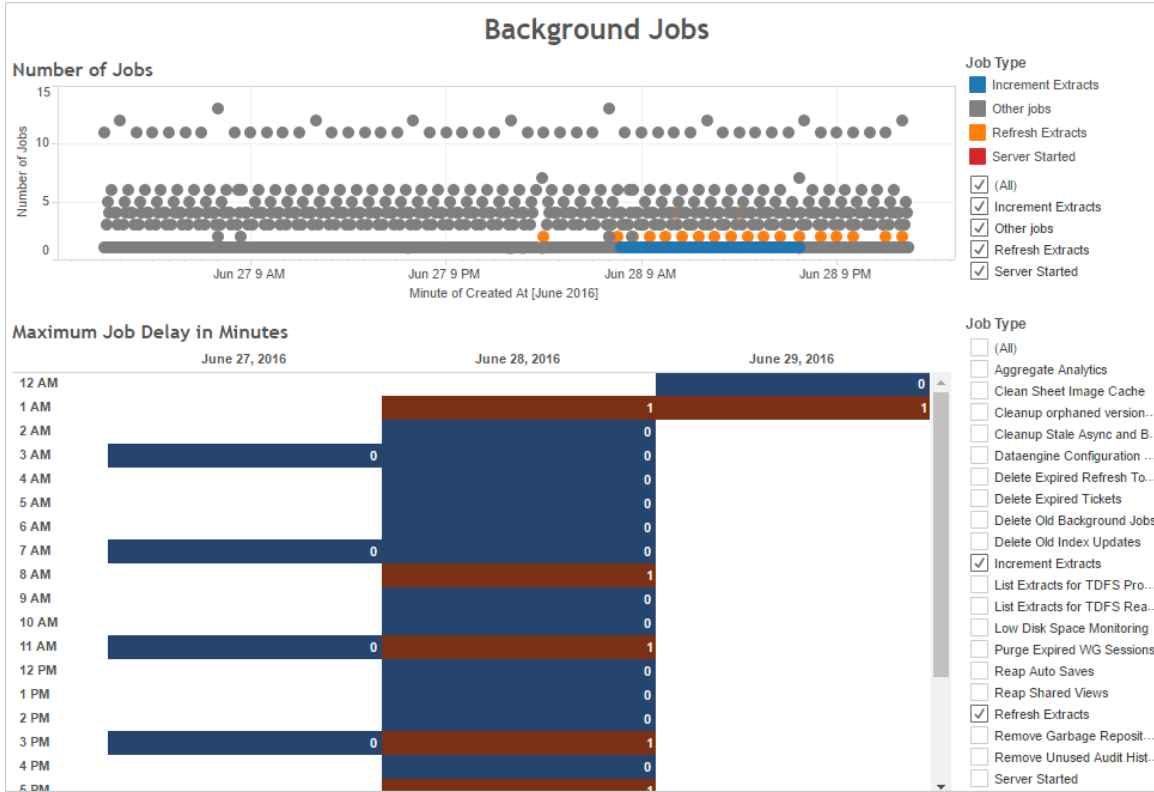 Background Jobs
Number of Jobs
15
10
5
0
Number of Jobs
Jun 27 9 AM Jun 27 9 PM Jun 28 9 AM Jun 28 9 PM
Minute of Created At [June 2016]
Job Type
Increment Extracts
Other jobs
Refresh Extracts
Server Started
(All)
Increment Extracts
Other jobs
Refresh Extracts
Server Started
Maximum Job Delay in Minutes
June 27, 2016 June 28, 2016 June 29, 2016
12 AM 0
1 AM 1 1
2 AM 0
3 AM 0 0
4 AM 0
5 AM 0
6 AM 0
7 AM 0 0
8 AM 1
9 AM 0
10 AM 0
11 AM 0 1
12 PM 0
1 PM 0
2 PM 0
3 PM 0 1
4 PM 0
5 PM 1
Job Type
(All)
Aggregate Analytics
Clean Sheet Image Cache
Cleanup orphaned version...
Cleanup Stale Async and B...
Dataengine Configuration ...
Delete Expired Refresh To...
Delete Expired Tickets
Delete Old Background Jobs
Delete Old Index Updates
Increment Extracts
List Extracts for TDFS Pro...
List Extracts for TDFS Rea...
Low Disk Space Monitoring
Purge Expired WG Sessions
Reap Auto Saves
Reap Shared Views
Refresh Extracts
Remove Garbage Reposit...
Remove Unused Audit Hist...
Server Started